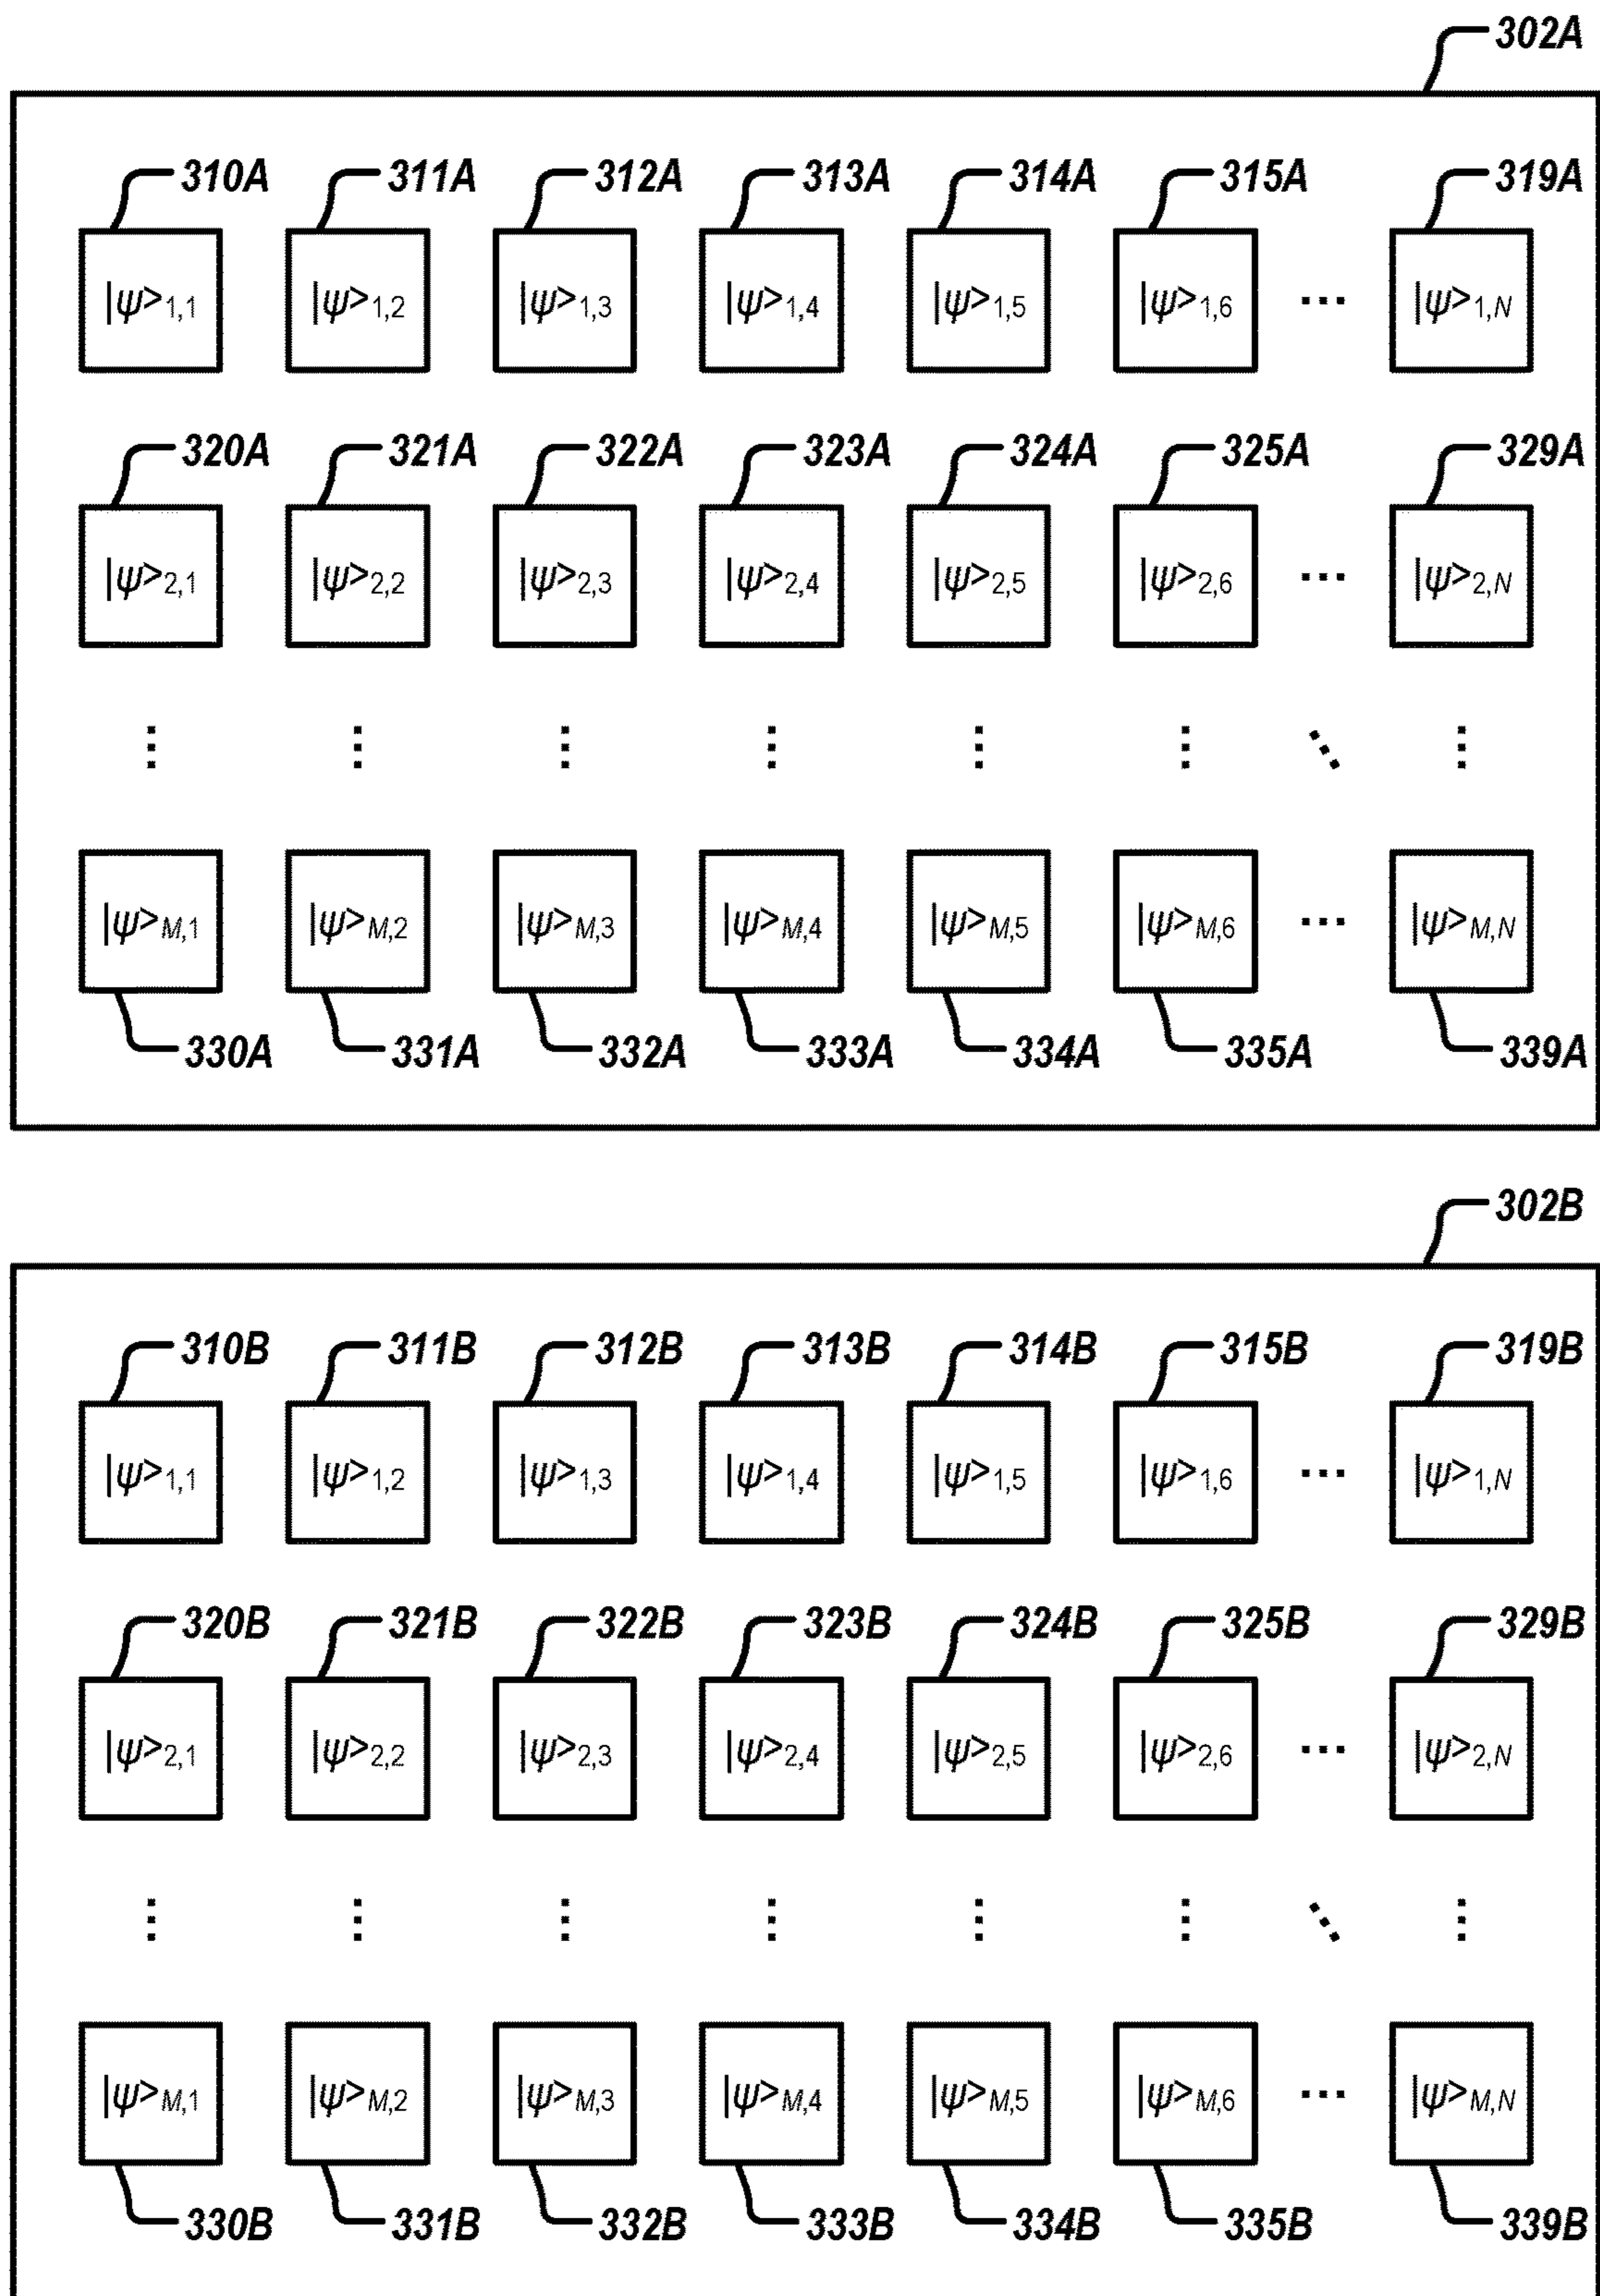 302A
310A 311A 312A 313A 314A 315A 319A
|ψ>1,1 |ψ>1,2 |ψ>1,3 |ψ>1,4 |ψ>1,5 |ψ>1,6 ... |ψ>1,N
320A 321A 322A 323A 324A 325A 329A
|ψ>2,1 |ψ>2,2 |ψ>2,3 |ψ>2,4 |ψ>2,5 |ψ>2,6 ... |ψ>2,N
⋮ ⋮ ⋮ ⋮ ⋮ ⋮ ⋱ ⋮
|ψ>M,1 |ψ>M,2 |ψ>M,3 |ψ>M,4 |ψ>M,5 |ψ>M,6 ... |ψ>M,N
330A 331A 332A 333A 334A 335A 339A
302B
310B 311B 312B 313B 314B 315B 319B
|ψ>1,1 |ψ>1,2 |ψ>1,3 |ψ>1,4 |ψ>1,5 |ψ>1,6 ... |ψ>1,N
320B 321B 322B 323B 324B 325B 329B
|ψ>2,1 |ψ>2,2 |ψ>2,3 |ψ>2,4 |ψ>2,5 |ψ>2,6 ... |ψ>2,N
⋮ ⋮ ⋮ ⋮ ⋮ ⋮ ⋱ ⋮
|ψ>M,1 |ψ>M,2 |ψ>M,3 |ψ>M,4 |ψ>M,5 |ψ>M,6 ... |ψ>M,N
330B 331B 332B 333B 334B 335B 339B